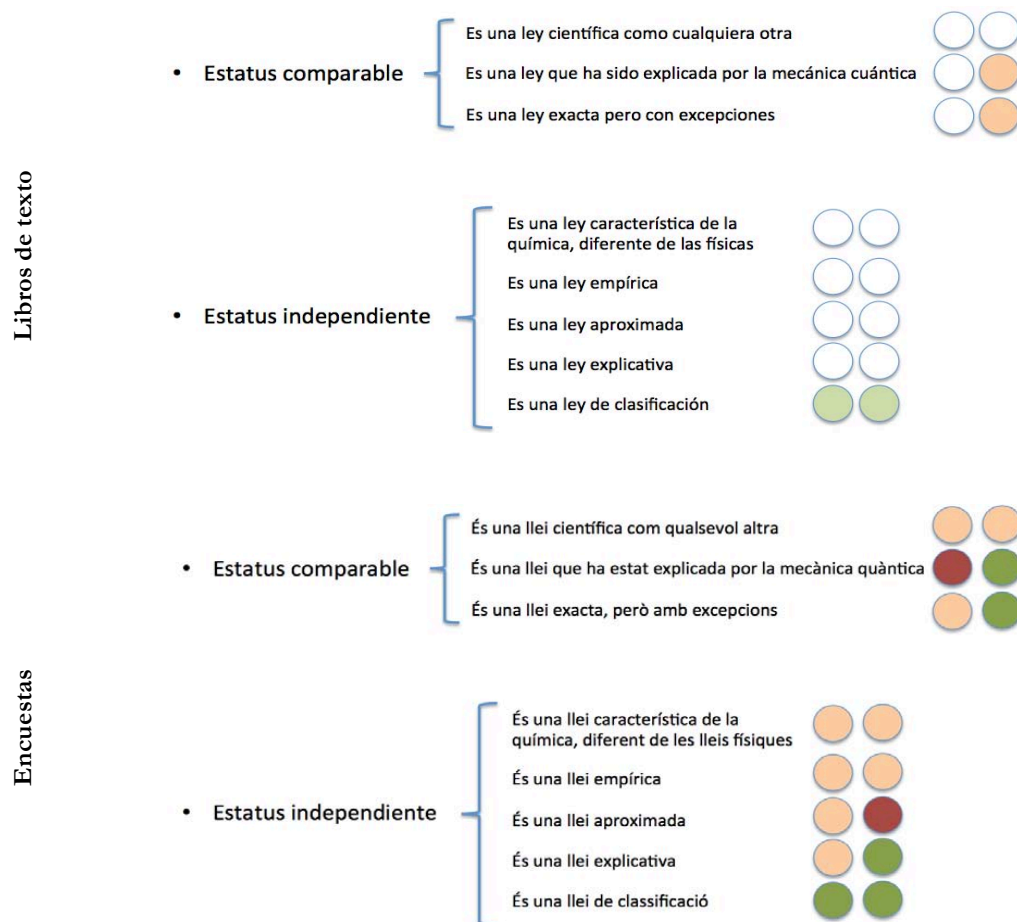 Libros de texto
• Estatus comparable
Es una ley científica como cualquiera otra
Es una ley que ha sido explicada por la mecánica cuántica
Es una ley exacta pero con excepciones
• Estatus independiente
Es una ley característica de la
química, diferente de las físicas
Es una ley empírica
Es una ley aproximada
Es una ley explicativa
Es una ley de clasificación
Encuestas
• Estatus comparable
És una llei científica com qualsevol altra
És una llei que ha estat explicada por la mecànica quàntica
És una llei exacta, però amb excepcions
• Estatus independiente
És una llei característica de la
química, diferent de les lleis físiques
És una llei empírica
És una llei aproximada
És una llei explicativa
És una llei de classificació